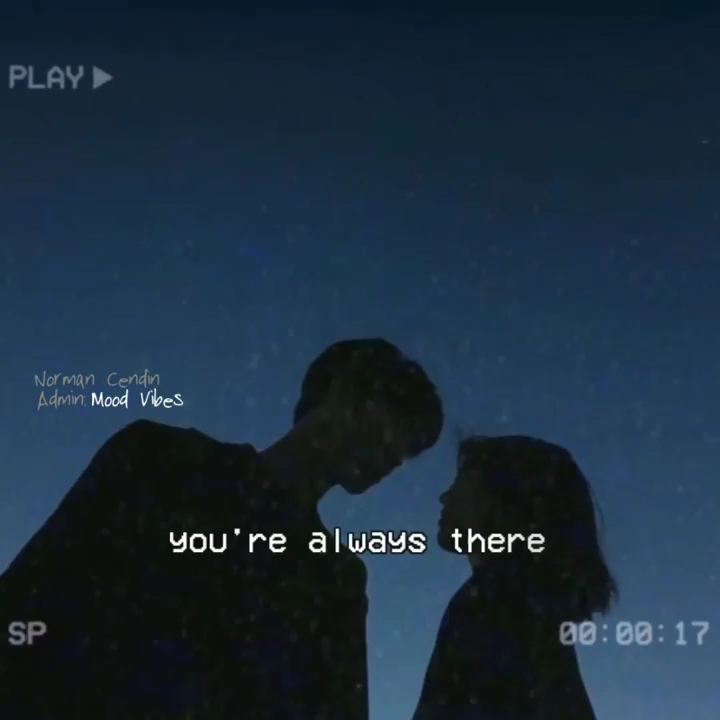 PLAY ▶
Norman Cendin
Admin: Mood Vibes
you're always there
SP
00:00:17